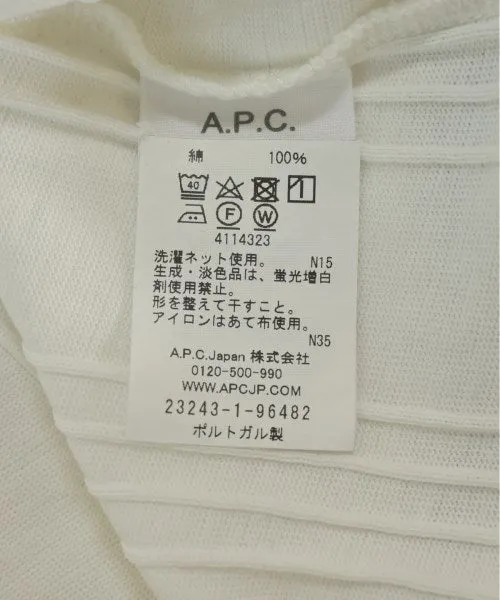 A.P.C.
綿 100%
40
F W
4114323
洗濯ネット使用。 N15
生成・淡色品は、蛍光増白
剤使用禁止。
形を整えて干すこと。
アイロンはあて布使用。
N35
A.P.C.Japan 株式会社
0120-500-990
WWW.APCJP.COM
23243-1-96482
ポルトガル製